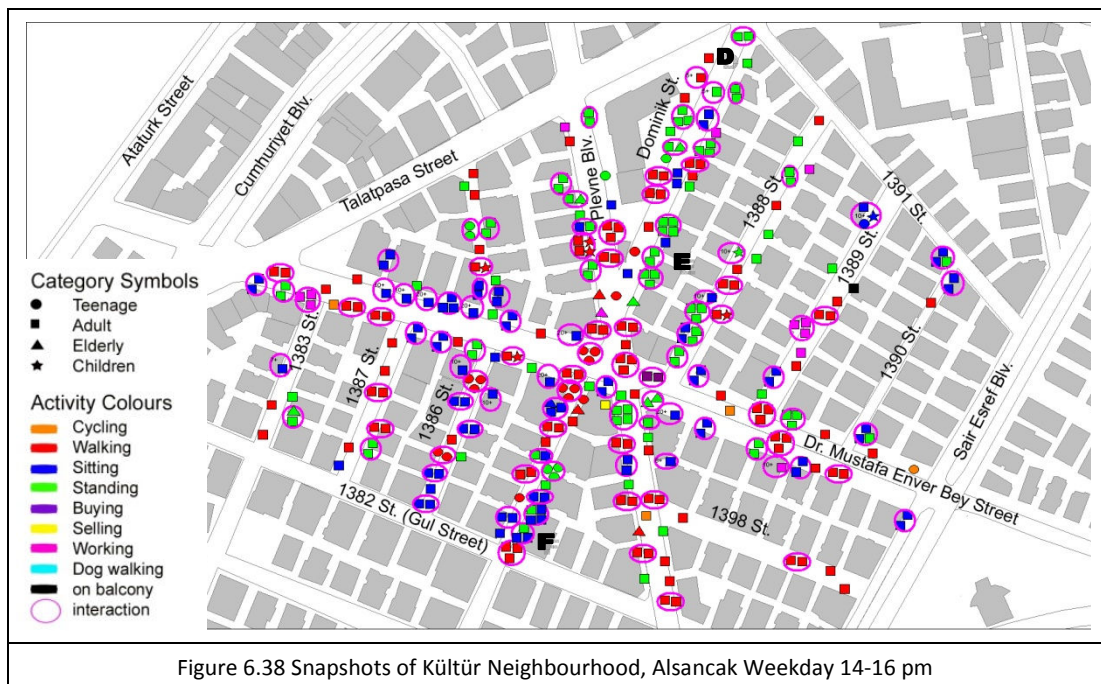 Ataturk Street
Cumhuriyet Blv.
Talatpasa Street
Plevne Blv.
Dominik St.
D
1388 St.
1391 St.
1389 St.
E
1390 St.
Sair Esref Blv.
Category Symbols
Teenage
Adult
Elderly
Children
1383 St.
1387 St.
1386 St.
Activity Colours
Cycling
Walking
Sitting
Standing
Buying
Selling
Working
Dog walking
on balcony
interaction
1382 St. (Gul Street)
F
Dr. Mustafa Enver Bey Street
1398 St.
Figure 6.38 Snapshots of Kültür Neighbourhood, Alsancak Weekday 14-16 pm